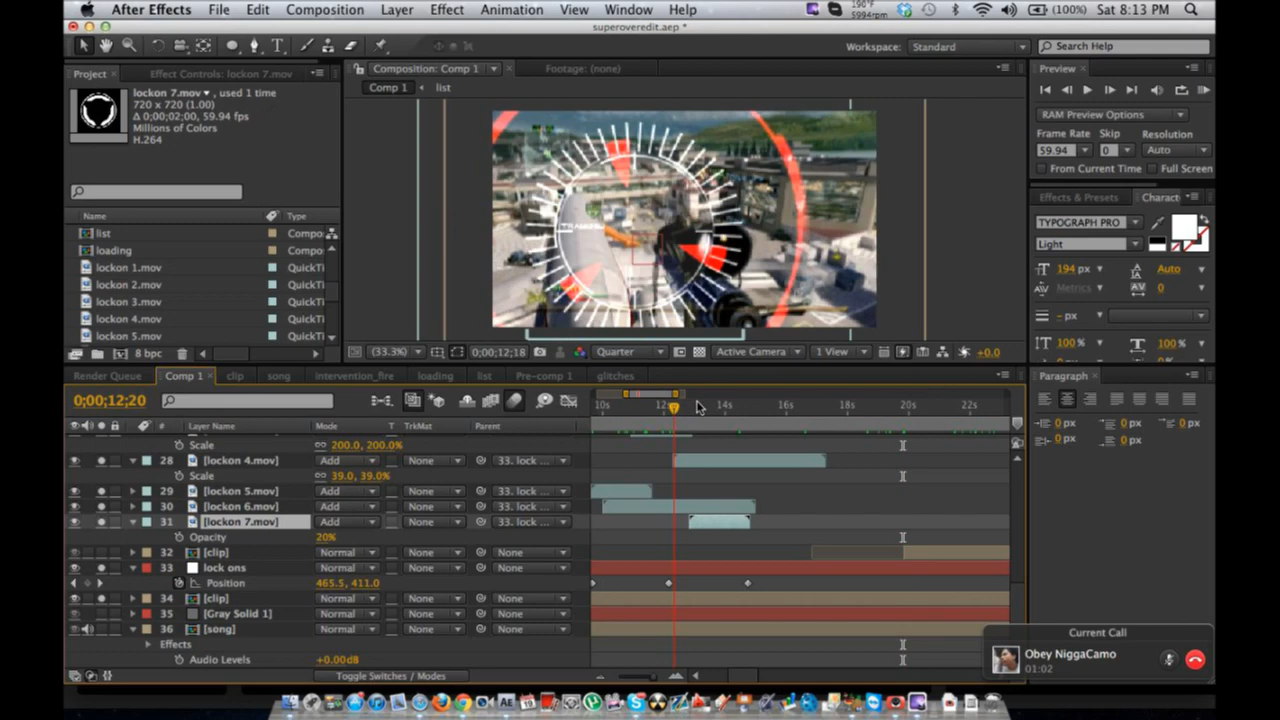 After Effects File Edit Composition Layer Effect Animation View Window Help 190°F 5994rpm (100%) Sat 8:13 PM
superoveredit.aep *
Workspace: Standard Search Help
Project Effect Controls: lockon 7.mov
Composition: Comp 1 Footage: (none)
Preview
Comp 1 list
lockon 7.mov , used 1 time
720 x 720 (1.00)
Δ 0;00;02;00, 59.94 fps
Millions of Colors
H.264
RAM Preview Options
Frame Rate Skip Resolution
59.94 0 Auto
From Current Time Full Screen
Effects & Presets Charact
TYPOGRAPH PRO
Light
194 px Auto
Metrics 0
- px
100% 100%
Name Type
list Compo
loading Compo
lockon 1.mov QuickTi
lockon 2.mov QuickTi
lockon 3.mov QuickTi
lockon 4.mov QuickTi
lockon 5.mov QuickTi
8 bpc
(33.3%) 0;00;12;18 Quarter Active Camera 1 View +0.0
Render Queue Comp 1 clip song intervention_fire loading list Pre-comp 1 glitches
Paragraph
0;00;12;20
10s 12s 14s 16s 18s 20s 22s
# Layer Name Mode T TrkMat Parent
0 px 0 px 0 px
0 px 0 px
Scale 200.0, 200.0%
28 [lockon 4.mov] Add None 33. lock ...
Scale 39.0, 39.0%
29 [lockon 5.mov] Add None 33. lock ...
30 [lockon 6.mov] Add None 33. lock ...
31 [lockon 7.mov] Add None 33. lock ...
Opacity 20%
32 [clip] Normal None None
33 lock ons Normal None None
Position 465.5, 411.0
34 [clip] Normal None None
35 [Gray Solid 1] Normal None None
36 [song] Normal None None
Effects
Audio Levels +0.00dB
Toggle Switches / Modes
Current Call
Obey NiggaCamo
01:02